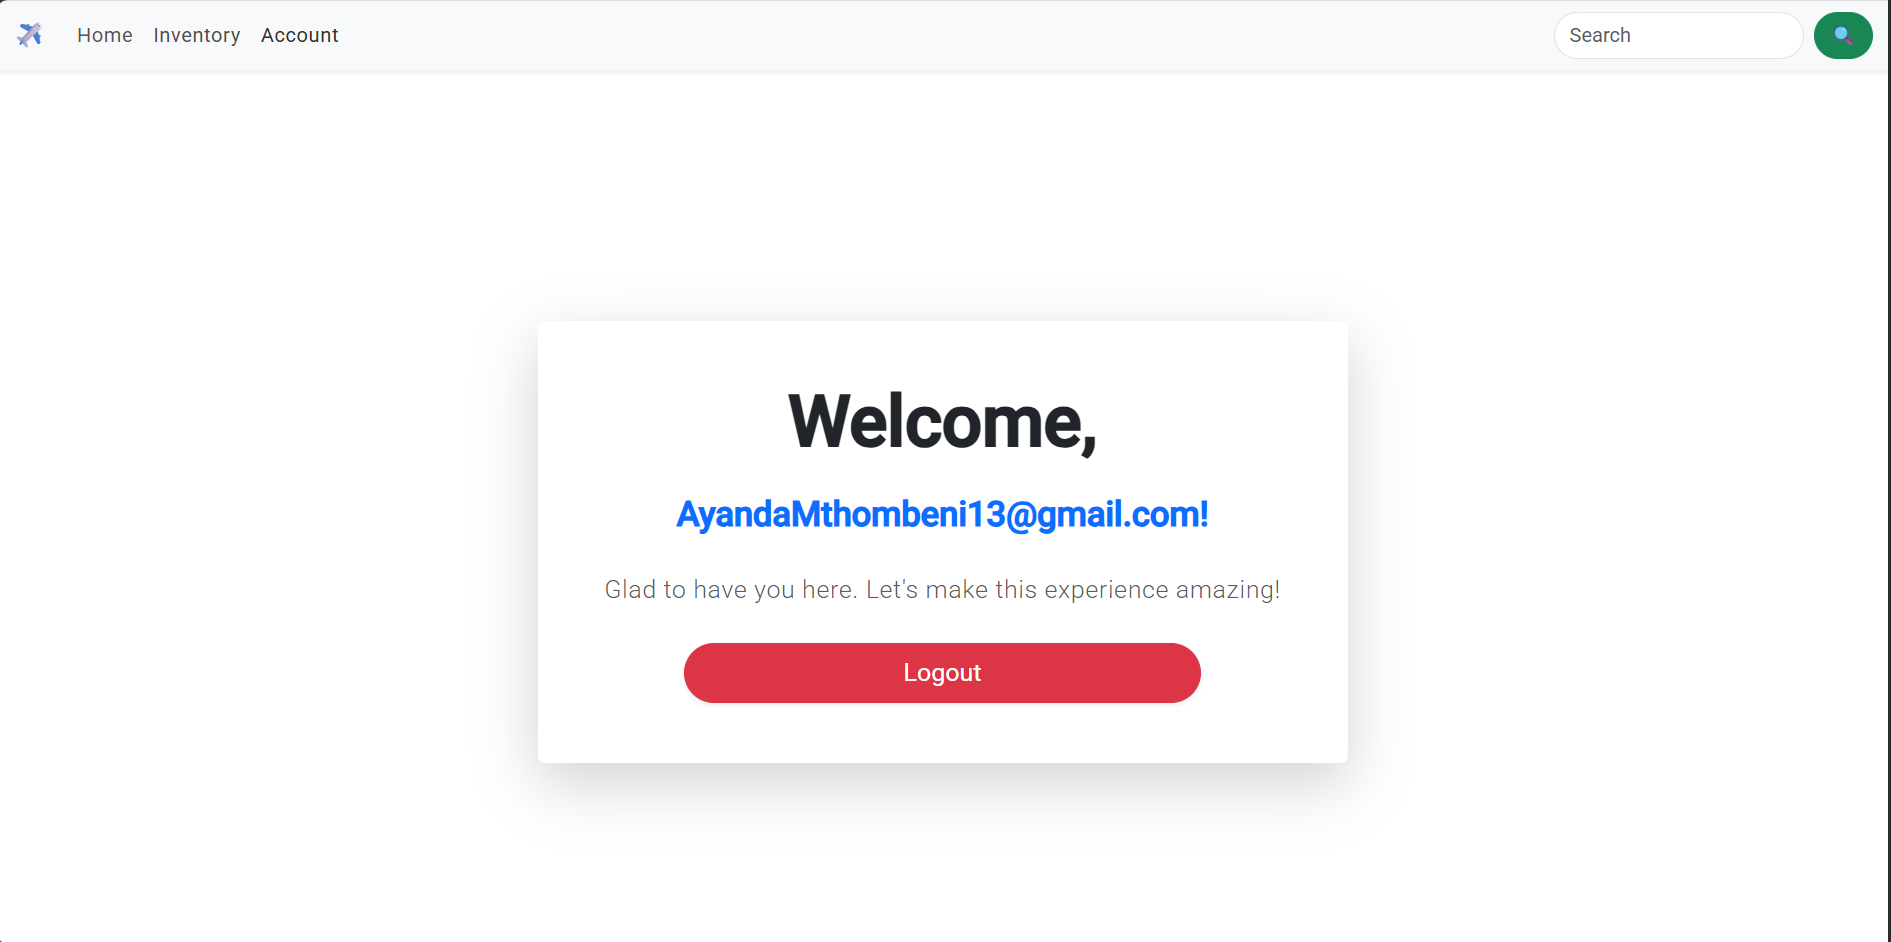 Home Inventory Account Search
Welcome,
AyandaMthombeni13@gmail.com!
Glad to have you here. Let's make this experience amazing!
Logout